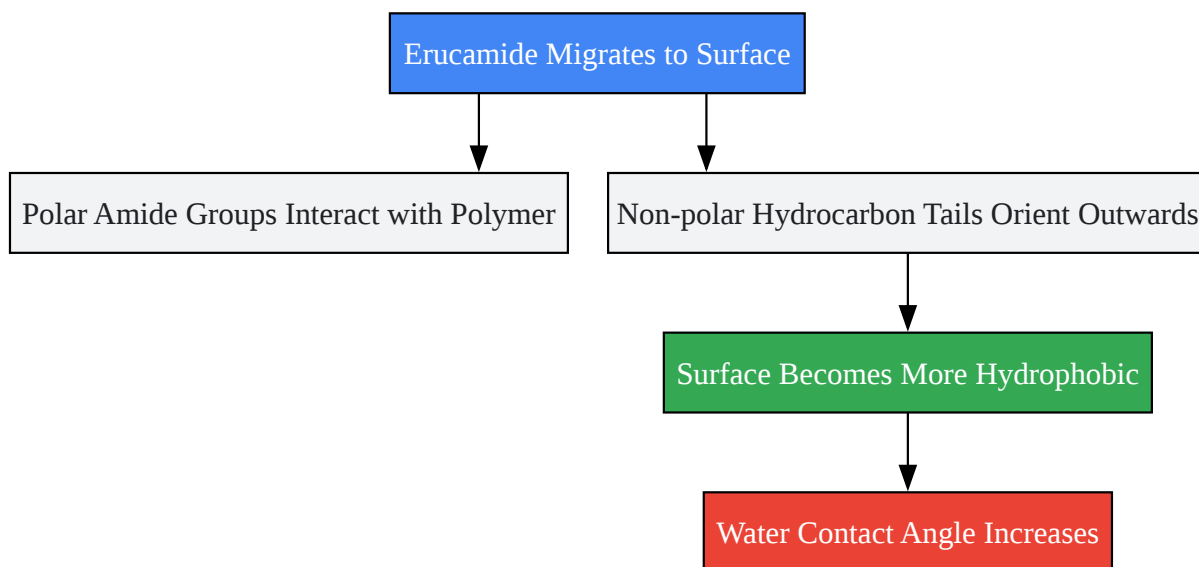 Erucamide Migrates to Surface
Polar Amide Groups Interact with Polymer
Non-polar Hydrocarbon Tails Orient Outwards
Surface Becomes More Hydrophobic
Water Contact Angle Increases